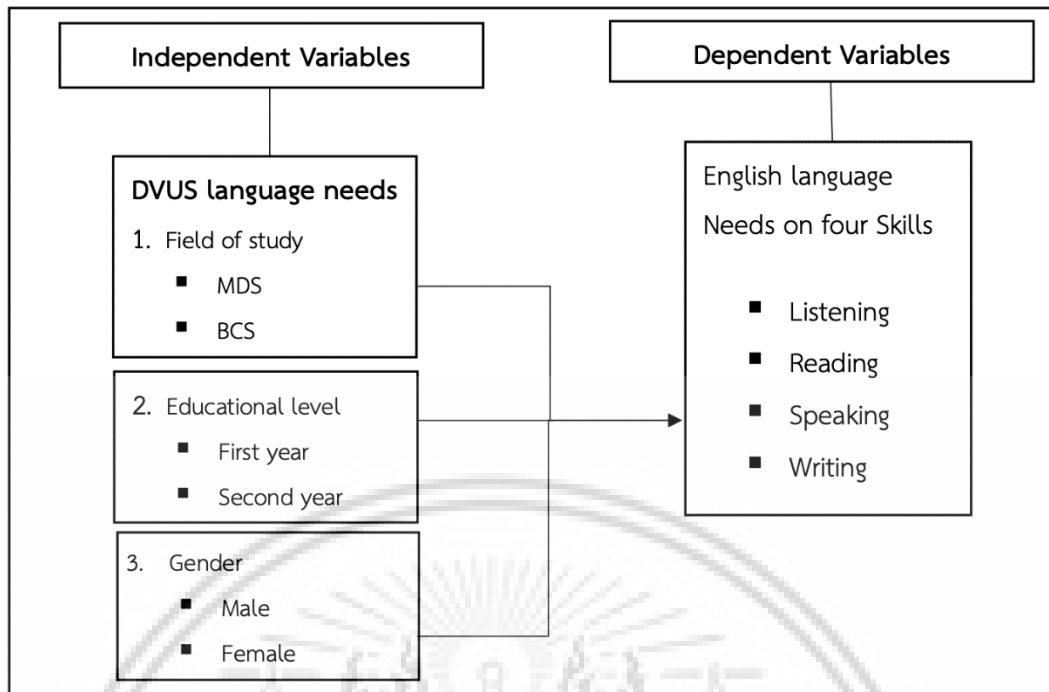 Independent Variables
DVUS language needs
1. Field of study
▪ MDS
▪ BCS
2. Educational level
▪ First year
▪ Second year
3. Gender
▪ Male
▪ Female
Dependent Variables
English language
Needs on four Skills
▪ Listening
▪ Reading
▪ Speaking
▪ Writing